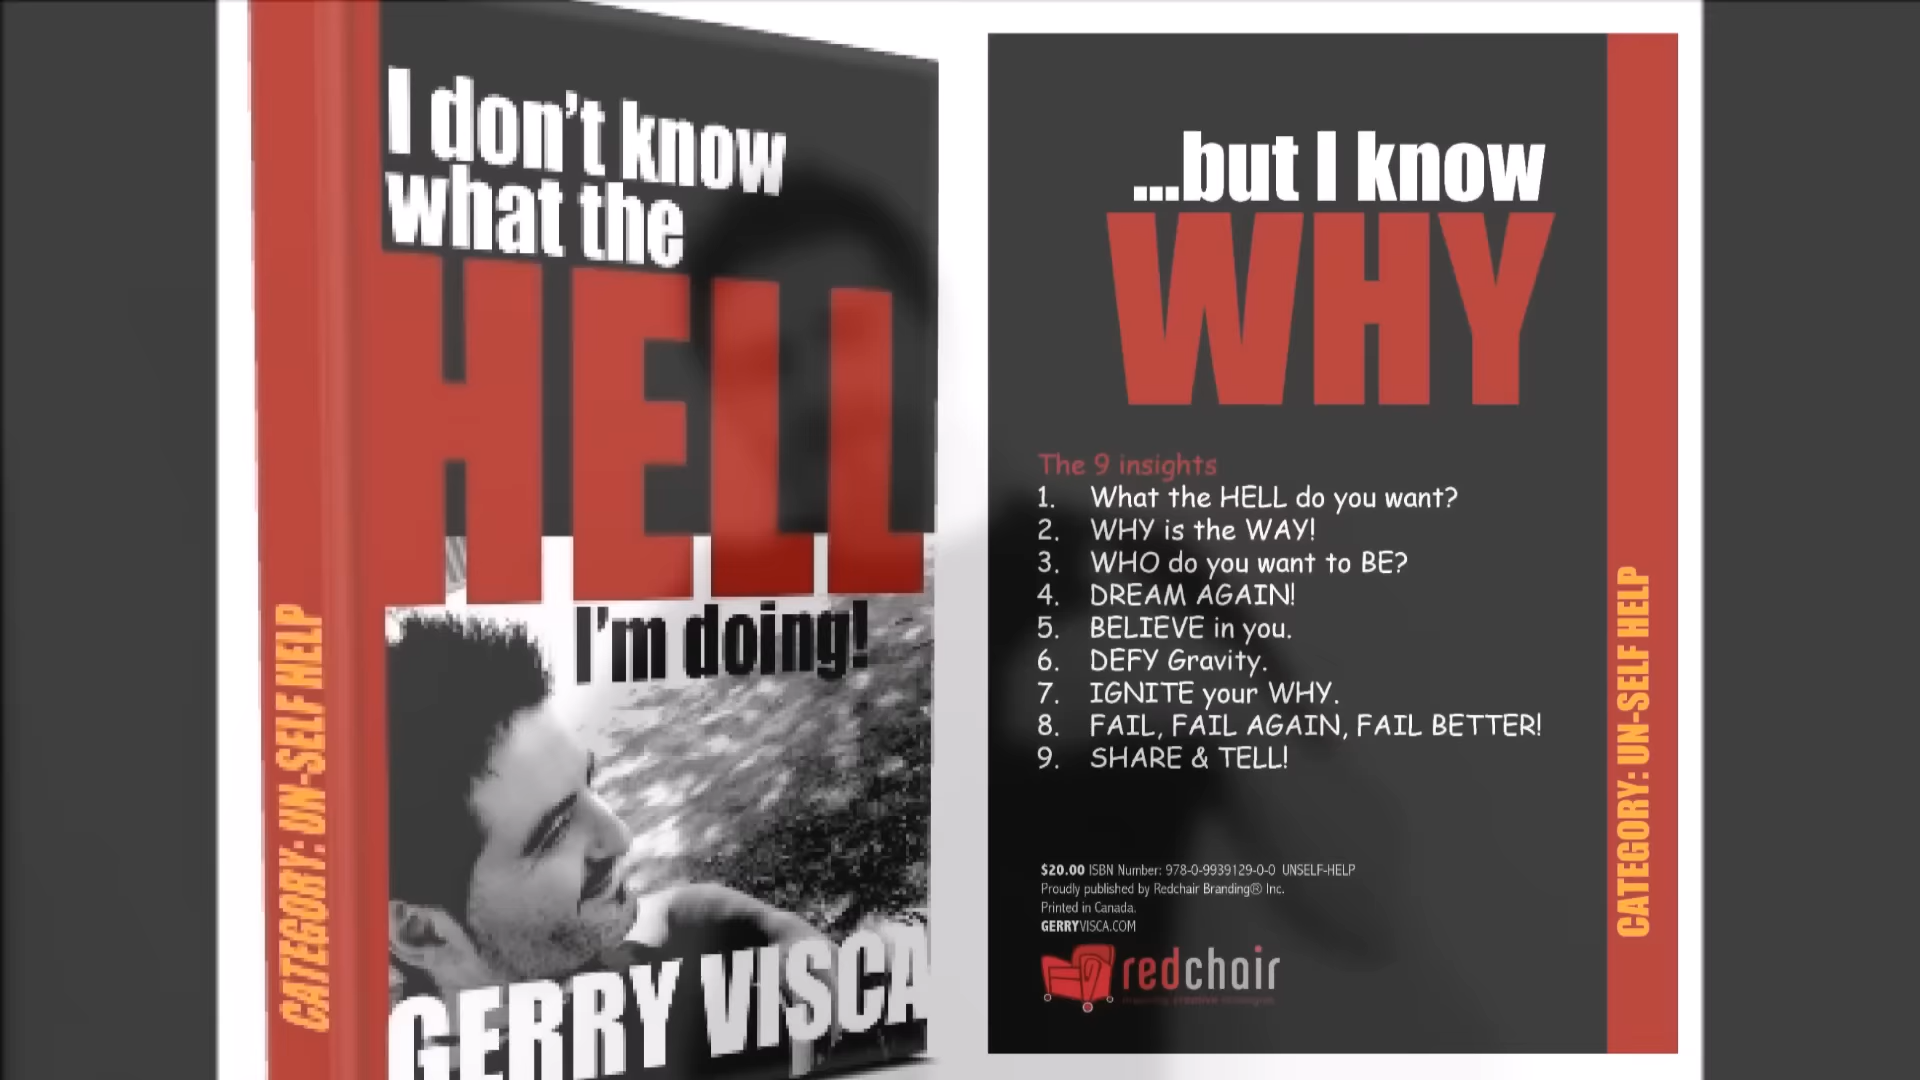 I don't know
what the
HELL
I'm doing!
GERRY VISCA
CATEGORY: UN-SELF HELP
...but I know
WHY
The 9 insights
1. What the HELL do you want?
2. WHY is the WAY!
3. WHO do you want to BE?
4. DREAM AGAIN!
5. BELIEVE in you.
6. DEFY Gravity.
7. IGNITE your WHY.
8. FAIL, FAIL AGAIN, FAIL BETTER!
9. SHARE & TELL!
$20.00 ISBN Number: 978-0-9939129-0-0 UNSELF-HELP
Proudly published by Redchair Branding® Inc.
Printed in Canada.
GERRYVISCA.COM
redchair
CATEGORY: UN-SELF HELP